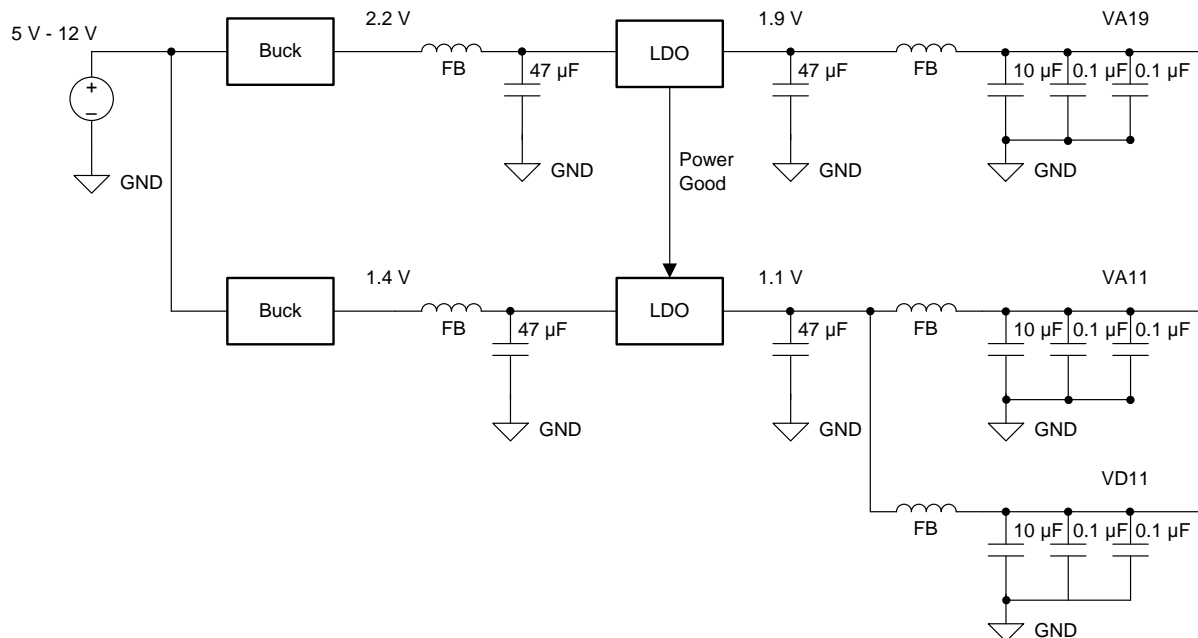 5 V - 12 V
2.2 V
1.9 V
VA19
Buck
FB
47 µF
LDO
47 µF
FB
10 µF
0.1 µF
0.1 µF
+
−
GND
GND
GND
GND
Power
Good
1.4 V
1.1 V
VA11
Buck
FB
47 µF
LDO
47 µF
FB
10 µF
0.1 µF
0.1 µF
GND
GND
GND
VD11
FB
10 µF
0.1 µF
0.1 µF
GND